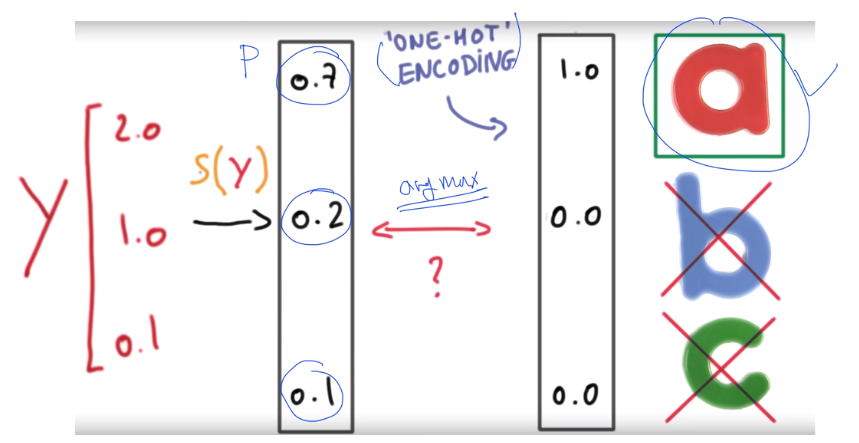 Y
2.0
1.0
0.1
S(Y)
P
0.7
0.2
0.1
"ONE-HOT"
ENCODING
argmax
?
1.0
0.0
0.0
a
b
c